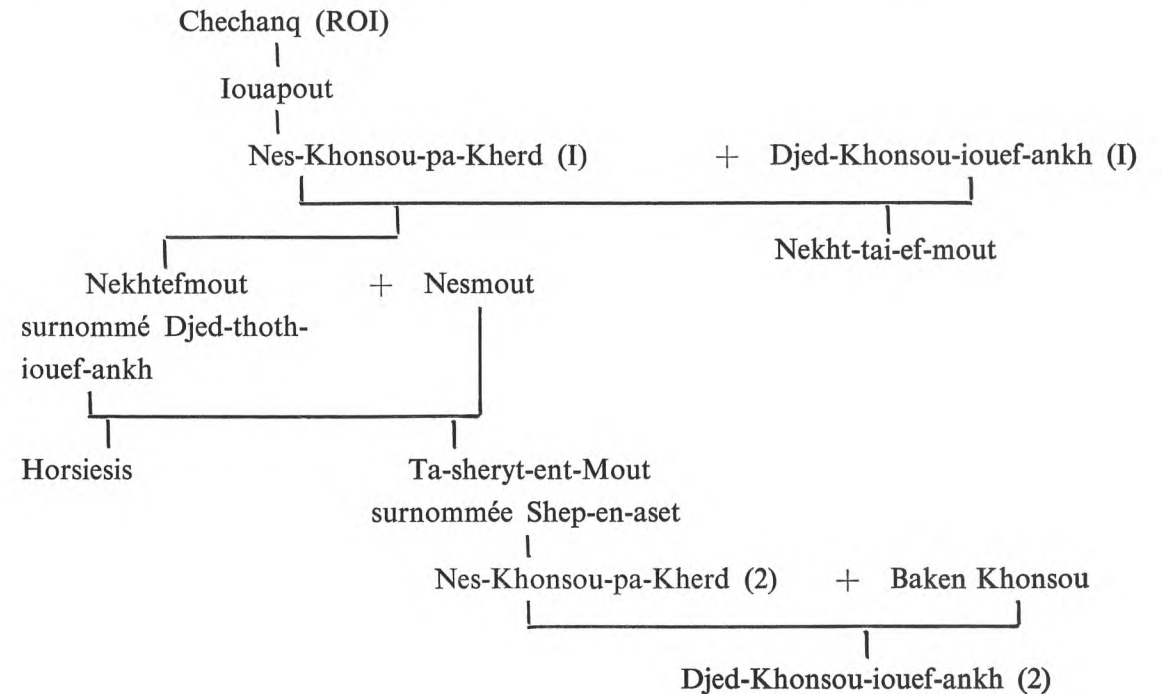 Chechanq (ROI)
Iouapout
Nes-Khonsou-pa-Kherd (I) + Djed-Khonsou-iouef-ankh (I)
Nekht-tai-ef-mout
Nekhtefmout + Nesmout
surnommé Djed-thoth-
iouef-ankh
Horsiesis Ta-sheryt-ent-Mout
surnommée Shep-en-aset
Nes-Khonsou-pa-Kherd (2) + Baken Khonsou
Djed-Khonsou-iouef-ankh (2)